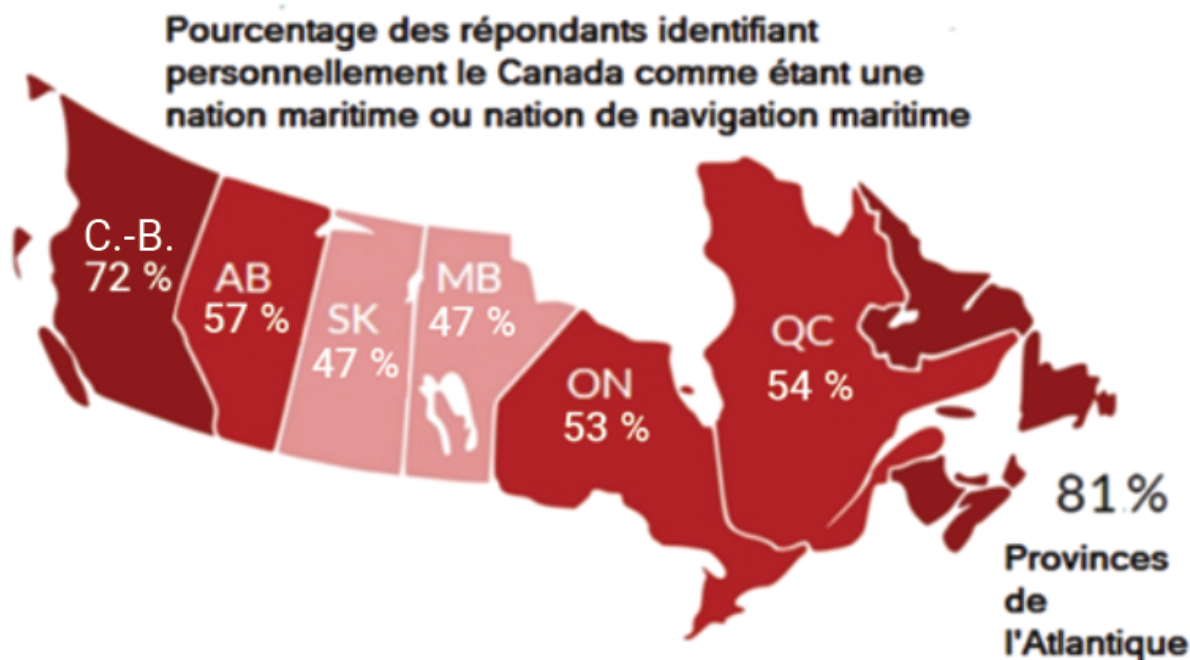 Pourcentage des répondants identifiant
personnellement le Canada comme étant une
nation maritime ou nation de navigation maritime
C.-B.
72 %
AB
57 %
SK
47 %
MB
47 %
ON
53 %
QC
54 %
81%
Provinces
de
l'Atlantique